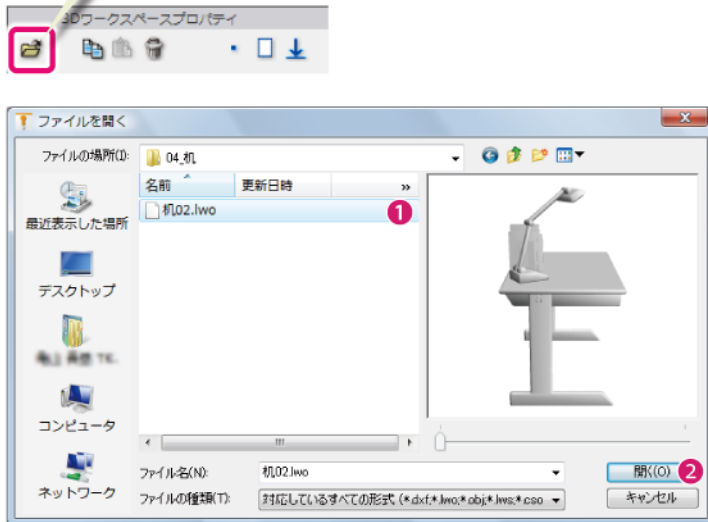 3Dワークスペースプロパティ
ファイルを開く
ファイルの場所(I):
04_机
名前
更新日時
»
机02.lwo
1
最近表示した場所
デスクトップ
コンピュータ
ネットワーク
ファイル名(N):
机02.lwo
開く(O)
2
ファイルの種類(T):
対応しているすべての形式 (*.dxf;*.lwo;*.obj;*.lws;*.cso
キャンセル